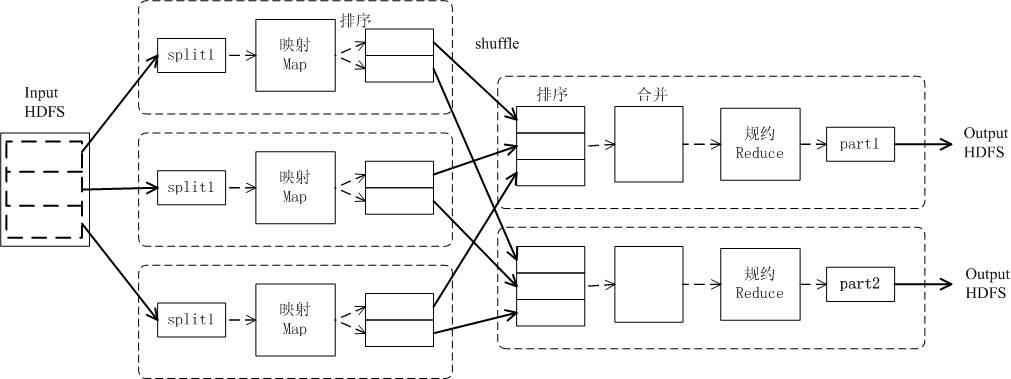 Input
HDFS
split1
映射
Map
排序
split1
映射
Map
split1
映射
Map
shuffle
排序
合并
规约
Reduce
part1
Output
HDFS
规约
Reduce
part2
Output
HDFS